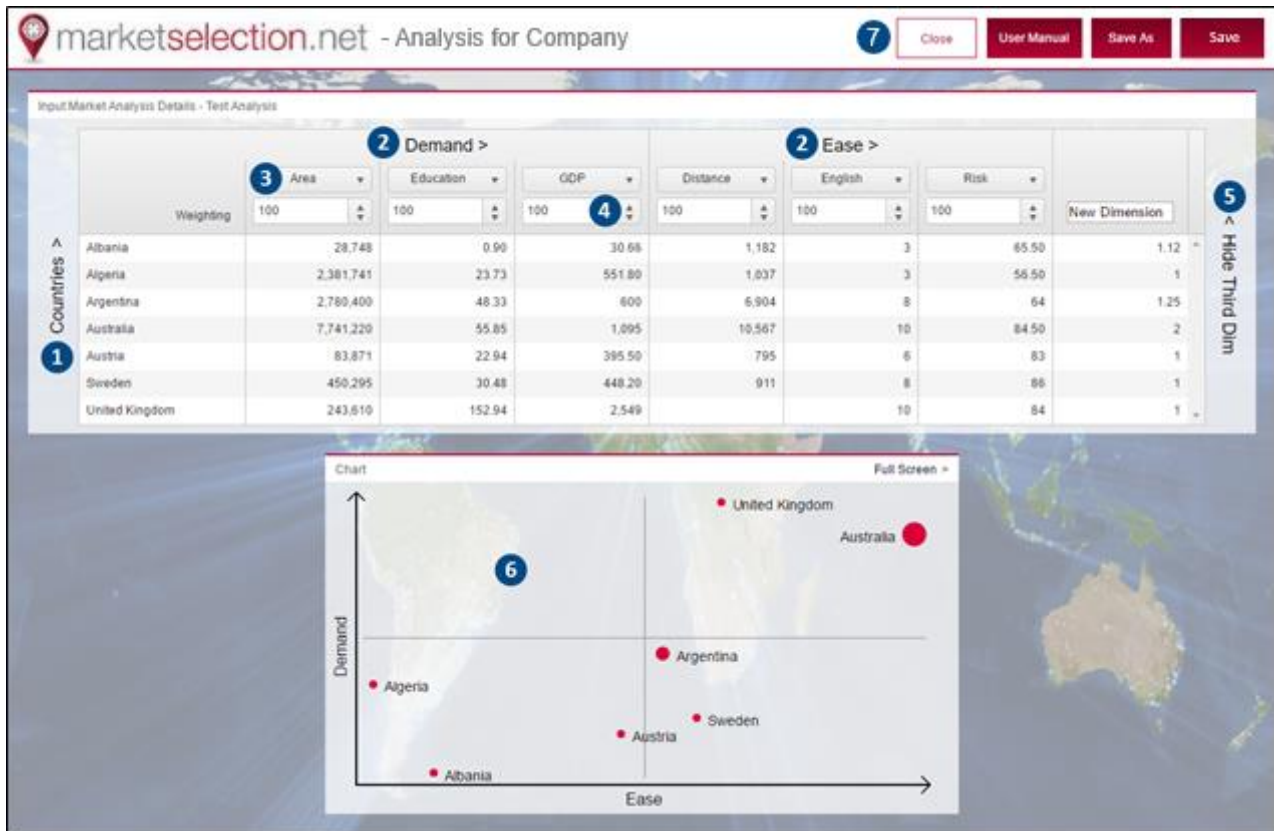 marketselection.net - Analysis for Company
7 Close User Manual Save As Save
Input Market Analysis Details - Test Analysis
2 Demand > 2 Ease >
3 Area Education GDP Distance English Risk
Weighting 100 100 100 4 100 100 100 New Dimension
Albania 28,748 0.90 30.66 1,182 3 65.50 1.12
Algeria 2,381,741 23.73 551.80 1,037 3 56.50 1
Argentina 2,780,400 48.33 600 6,904 8 64 1.25
Australia 7,741,220 55.85 1,095 10,567 10 84.50 2
Austria 83,871 22.94 395.50 795 6 83 1
Sweden 450,295 30.48 448.20 911 8 86 1
United Kingdom 243,610 152.94 2,549 10 84 1
1 Countries >
5 < Hide Third Dim
Chart Full Screen >
United Kingdom
Australia
6
Argentina
Algeria
Sweden
Austria
Albania
Demand
Ease